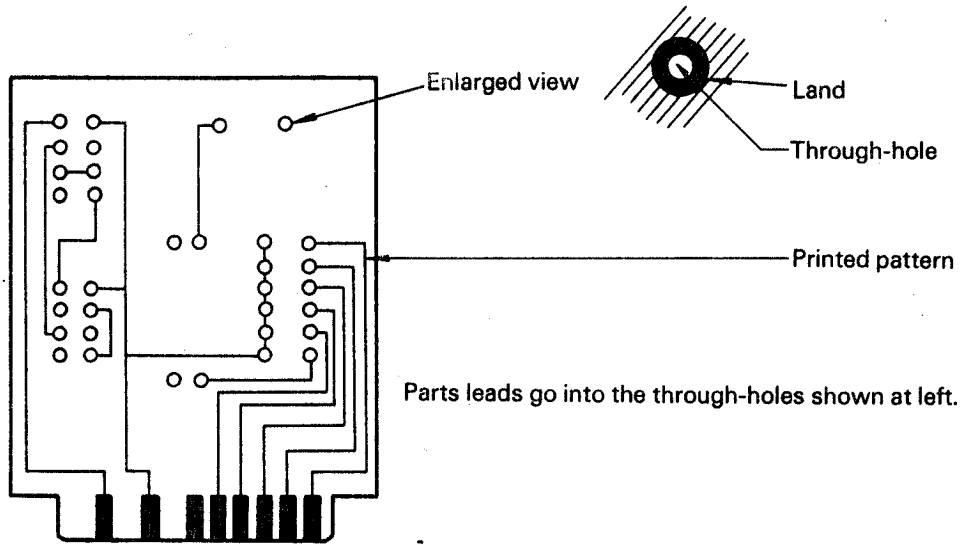 Enlarged view
Land
Through-hole
Printed pattern
Parts leads go into the through-holes shown at left.